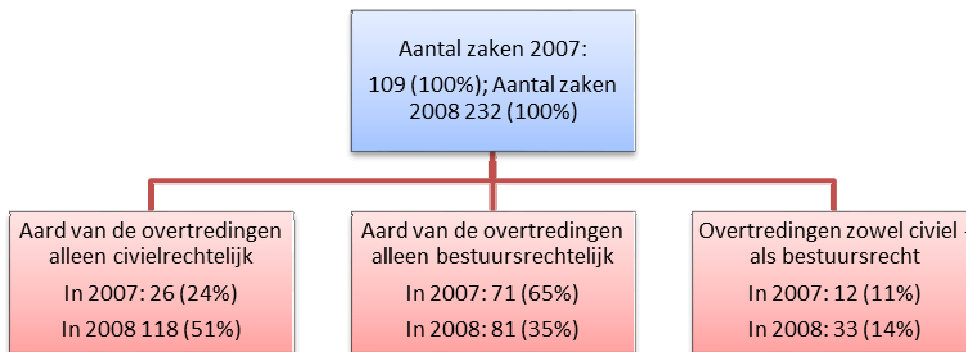 Aantal zaken 2007:
109 (100%); Aantal zaken
2008 232 (100%)
Aard van de overtredingen
alleen civielrechtelijk
In 2007: 26 (24%)
In 2008 118 (51%)
Aard van de overtredingen
alleen bestuursrechtelijk
In 2007: 71 (65%)
In 2008: 81 (35%)
Overtredingen zowel civiel -
als bestuursrecht
In 2007: 12 (11%)
In 2008: 33 (14%)